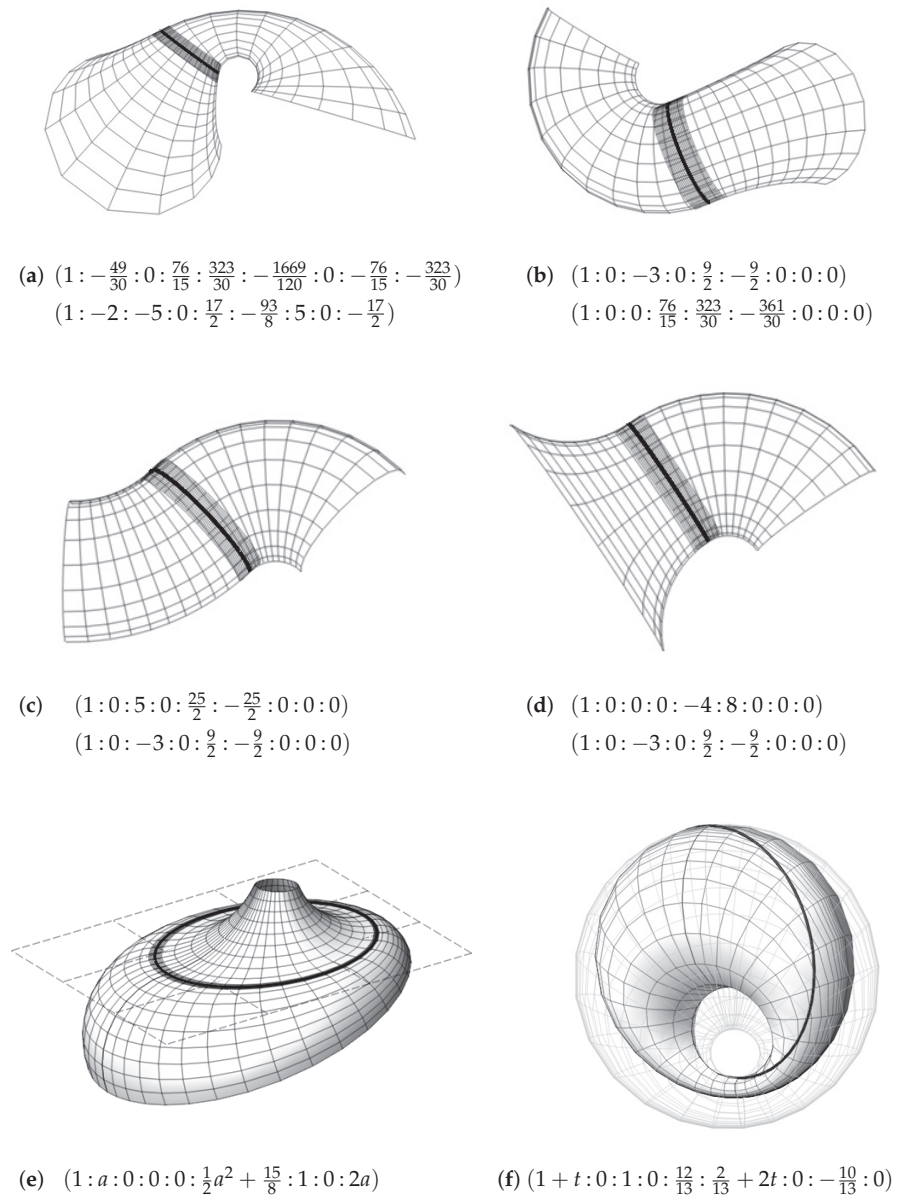 (a) (1 : −49/30 : 0 : 76/15 : 323/30 : −1669/120 : 0 : −76/15 : −323/30)
(1 : −2 : −5 : 0 : 17/2 : −93/8 : 5 : 0 : −17/2)
(b) (1 : 0 : −3 : 0 : 9/2 : −9/2 : 0 : 0 : 0)
(1 : 0 : 0 : 76/15 : 323/30 : −361/30 : 0 : 0 : 0)
(c) (1 : 0 : 5 : 0 : 25/2 : −25/2 : 0 : 0 : 0)
(1 : 0 : −3 : 0 : 9/2 : −9/2 : 0 : 0 : 0)
(d) (1 : 0 : 0 : 0 : −4 : 8 : 0 : 0 : 0)
(1 : 0 : −3 : 0 : 9/2 : −9/2 : 0 : 0 : 0)
(e) (1 : a : 0 : 0 : 0 : 1/2 a² + 15/8 : 1 : 0 : 2a)
(f) (1 + t : 0 : 1 : 0 : 12/13 : 2/13 + 2t : 0 : −10/13 : 0)